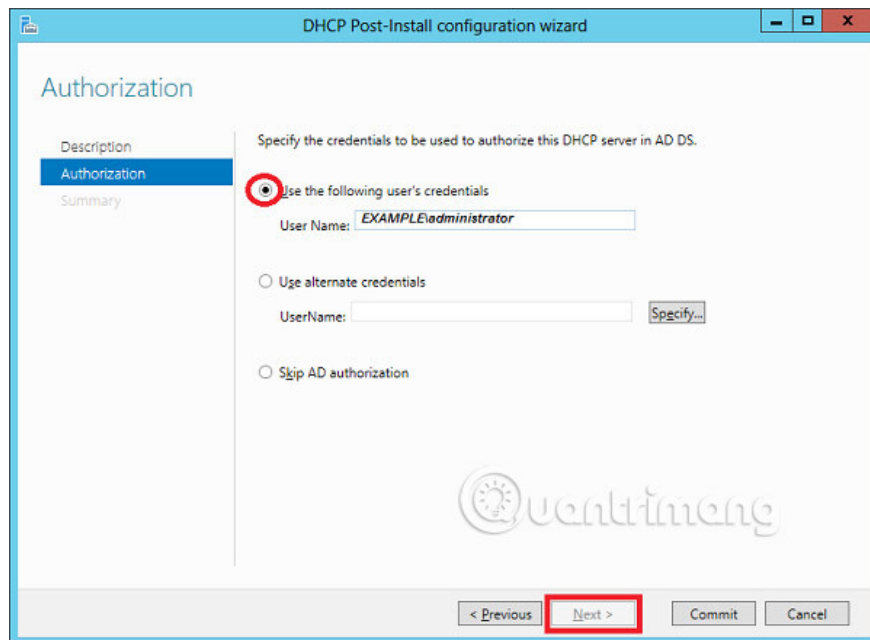 DHCP Post-Install configuration wizard
Authorization
Description
Authorization
Summary
Specify the credentials to be used to authorize this DHCP server in AD DS.
Use the following user's credentials
User Name: EXAMPLE\administrator
Use alternate credentials
UserName:
Specify...
Skip AD authorization
Quantrimang
< Previous Next > Commit Cancel